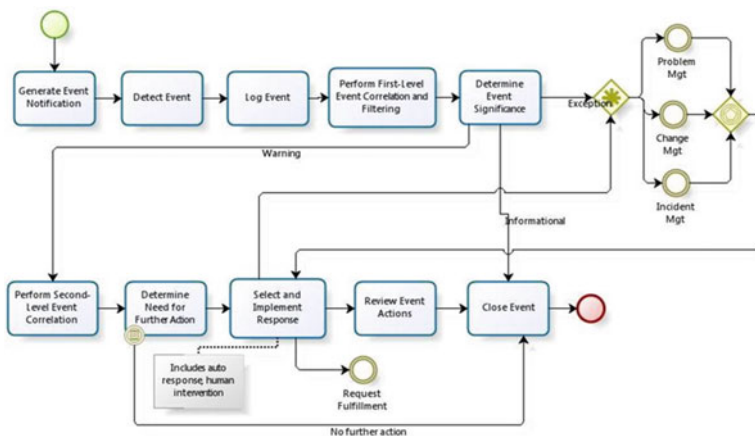 Generate Event
Notification
Detect Event
Log Event
Perform First-Level
Event Correlation and
Filtering
Determine
Event
Significance
Exception
Problem
Mgt
Change
Mgt
Incident
Mgt
Warning
Informational
Perform Second-
Level Event
Correlation
Determine
Need for
Further Action
Select and
Implement
Response
Review Event
Actions
Close Event
Includes auto
response, human
intervention
Request
Fulfillment
No further action